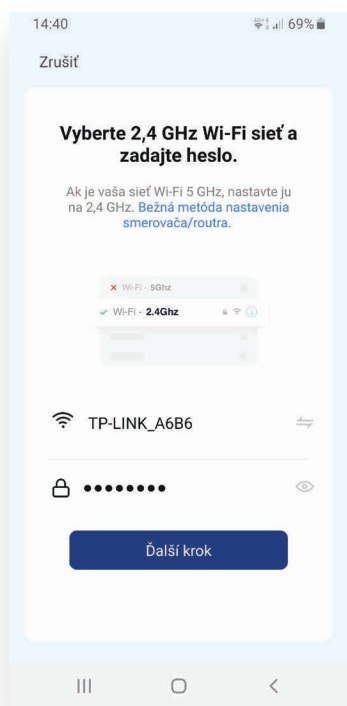 14:40
69%
Zrušiť
Vyberte 2,4 GHz Wi-Fi sieť a
zadajte heslo.
Ak je vaša sieť Wi-Fi 5 GHz, nastavte ju
na 2,4 GHz. Bežná metóda nastavenia
smerovača/routra.
Wi-Fi - 5Ghz
Wi-Fi - 2.4Ghz
TP-LINK_A6B6
••••••••
Ďalší krok